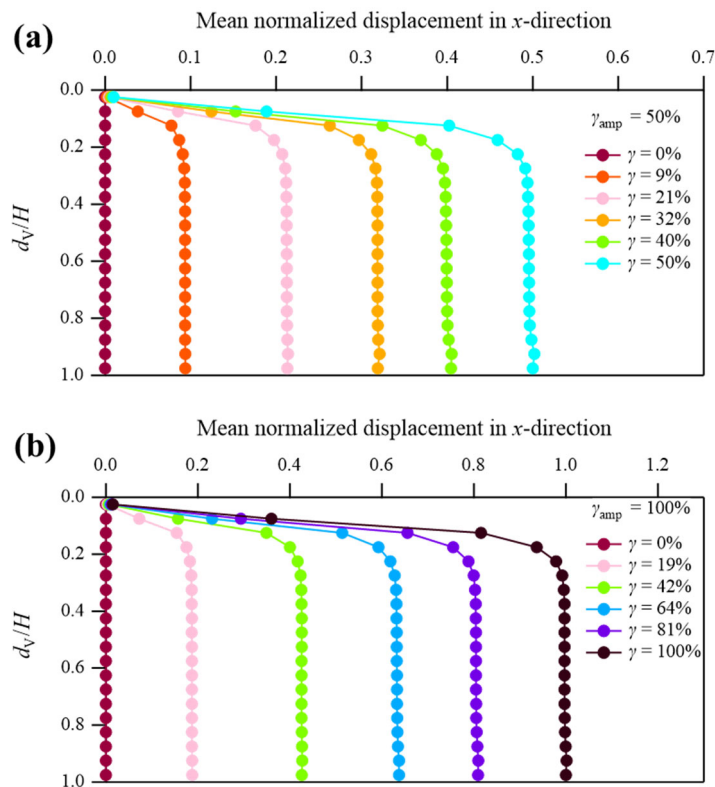 (a)
Mean normalized displacement in x-direction
0.0 0.1 0.2 0.3 0.4 0.5 0.6 0.7
0.0
0.2
0.4
0.6
0.8
1.0
dV/H
γamp = 50%
γ = 0%
γ = 9%
γ = 21%
γ = 32%
γ = 40%
γ = 50%
(b)
Mean normalized displacement in x-direction
0.0 0.2 0.4 0.6 0.8 1.0 1.2
0.0
0.2
0.4
0.6
0.8
1.0
dV/H
γamp = 100%
γ = 0%
γ = 19%
γ = 42%
γ = 64%
γ = 81%
γ = 100%